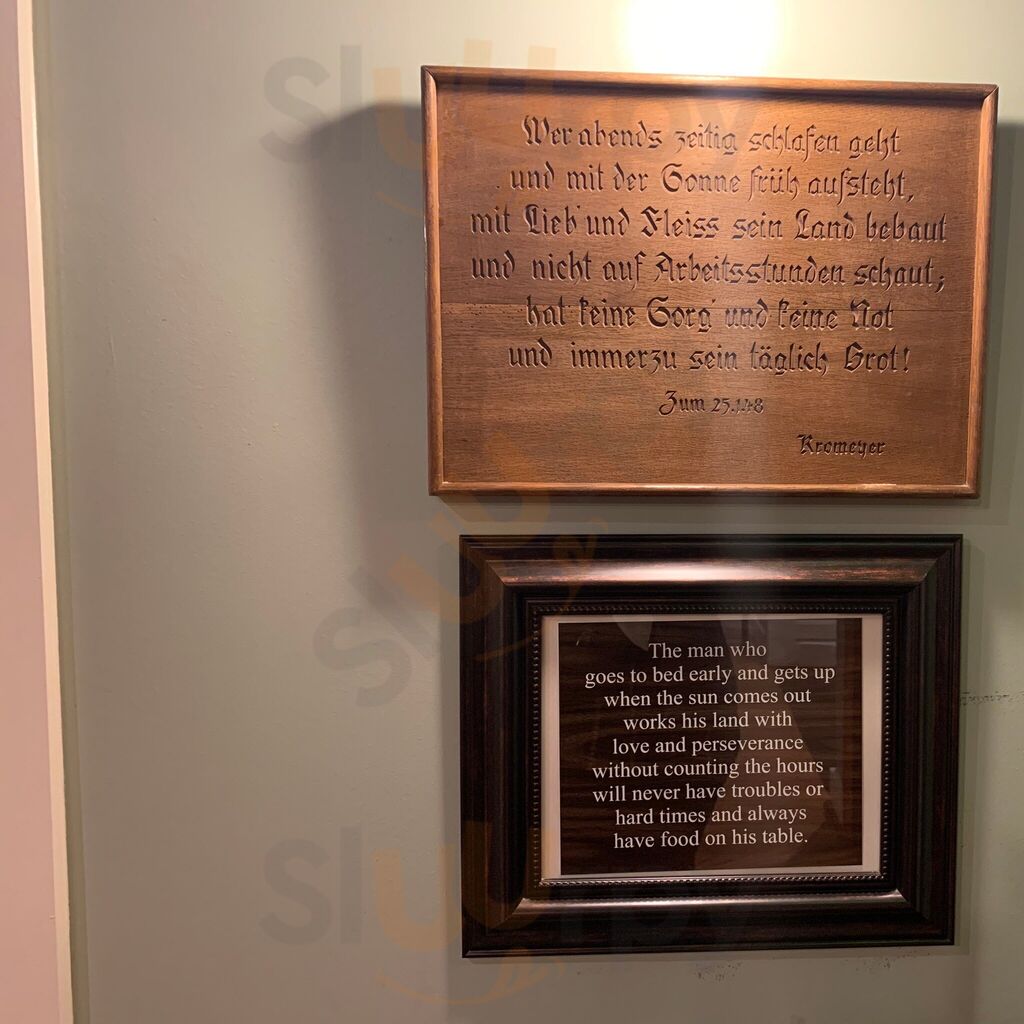 Wer abends zeitig schlafen geht
und mit der Sonne früh aufsteht,
mit Lieb' und Fleiss sein Land bebaut
und nicht auf Arbeitsstunden schaut,
hat keine Sorg' und keine Not
und immerzu sein täglich Brot!
Zum 25.1.48
Kromeyer
The man who
goes to bed early and gets up
when the sun comes out
works his land with
love and perseverance
without counting the hours
will never have troubles or
hard times and always
have food on his table.